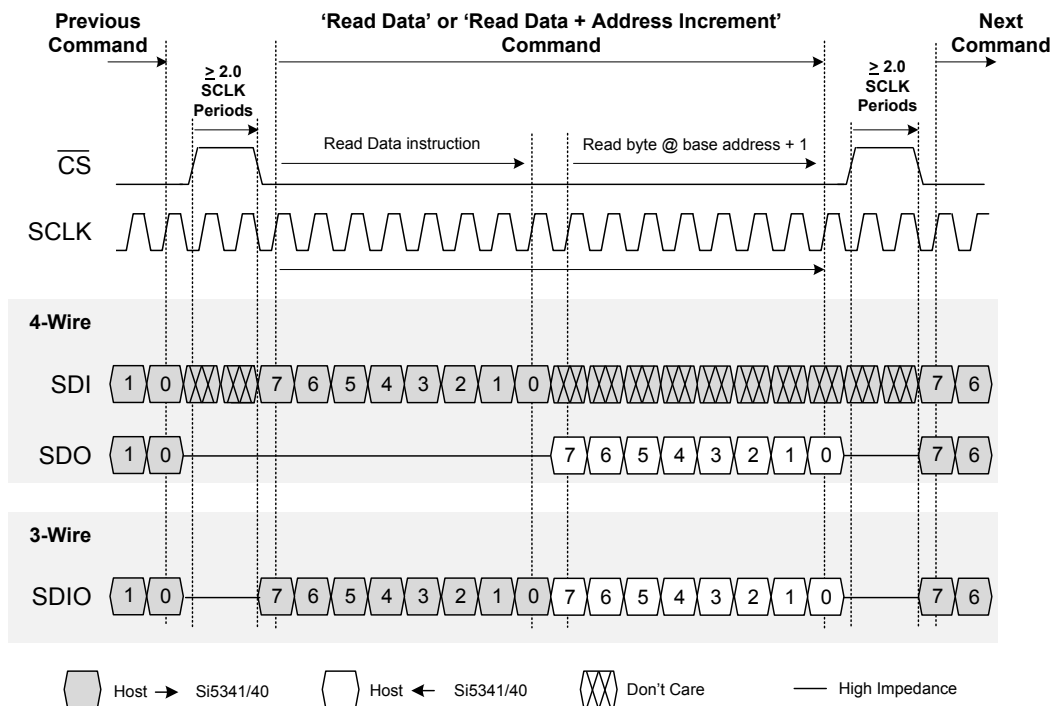 Previous Command
'Read Data' or 'Read Data + Address Increment' Command
Next Command
≥ 2.0 SCLK Periods
≥ 2.0 SCLK Periods
Read Data instruction
Read byte @ base address + 1
CS
SCLK
4-Wire
SDI 1 0 7 6 5 4 3 2 1 0 7 6
SDO 1 0 7 6 5 4 3 2 1 0 7 6
3-Wire
SDIO 1 0 7 6 5 4 3 2 1 0 7 6 5 4 3 2 1 0 7 6
Host → Si5341/40
Host ← Si5341/40
Don't Care
High Impedance